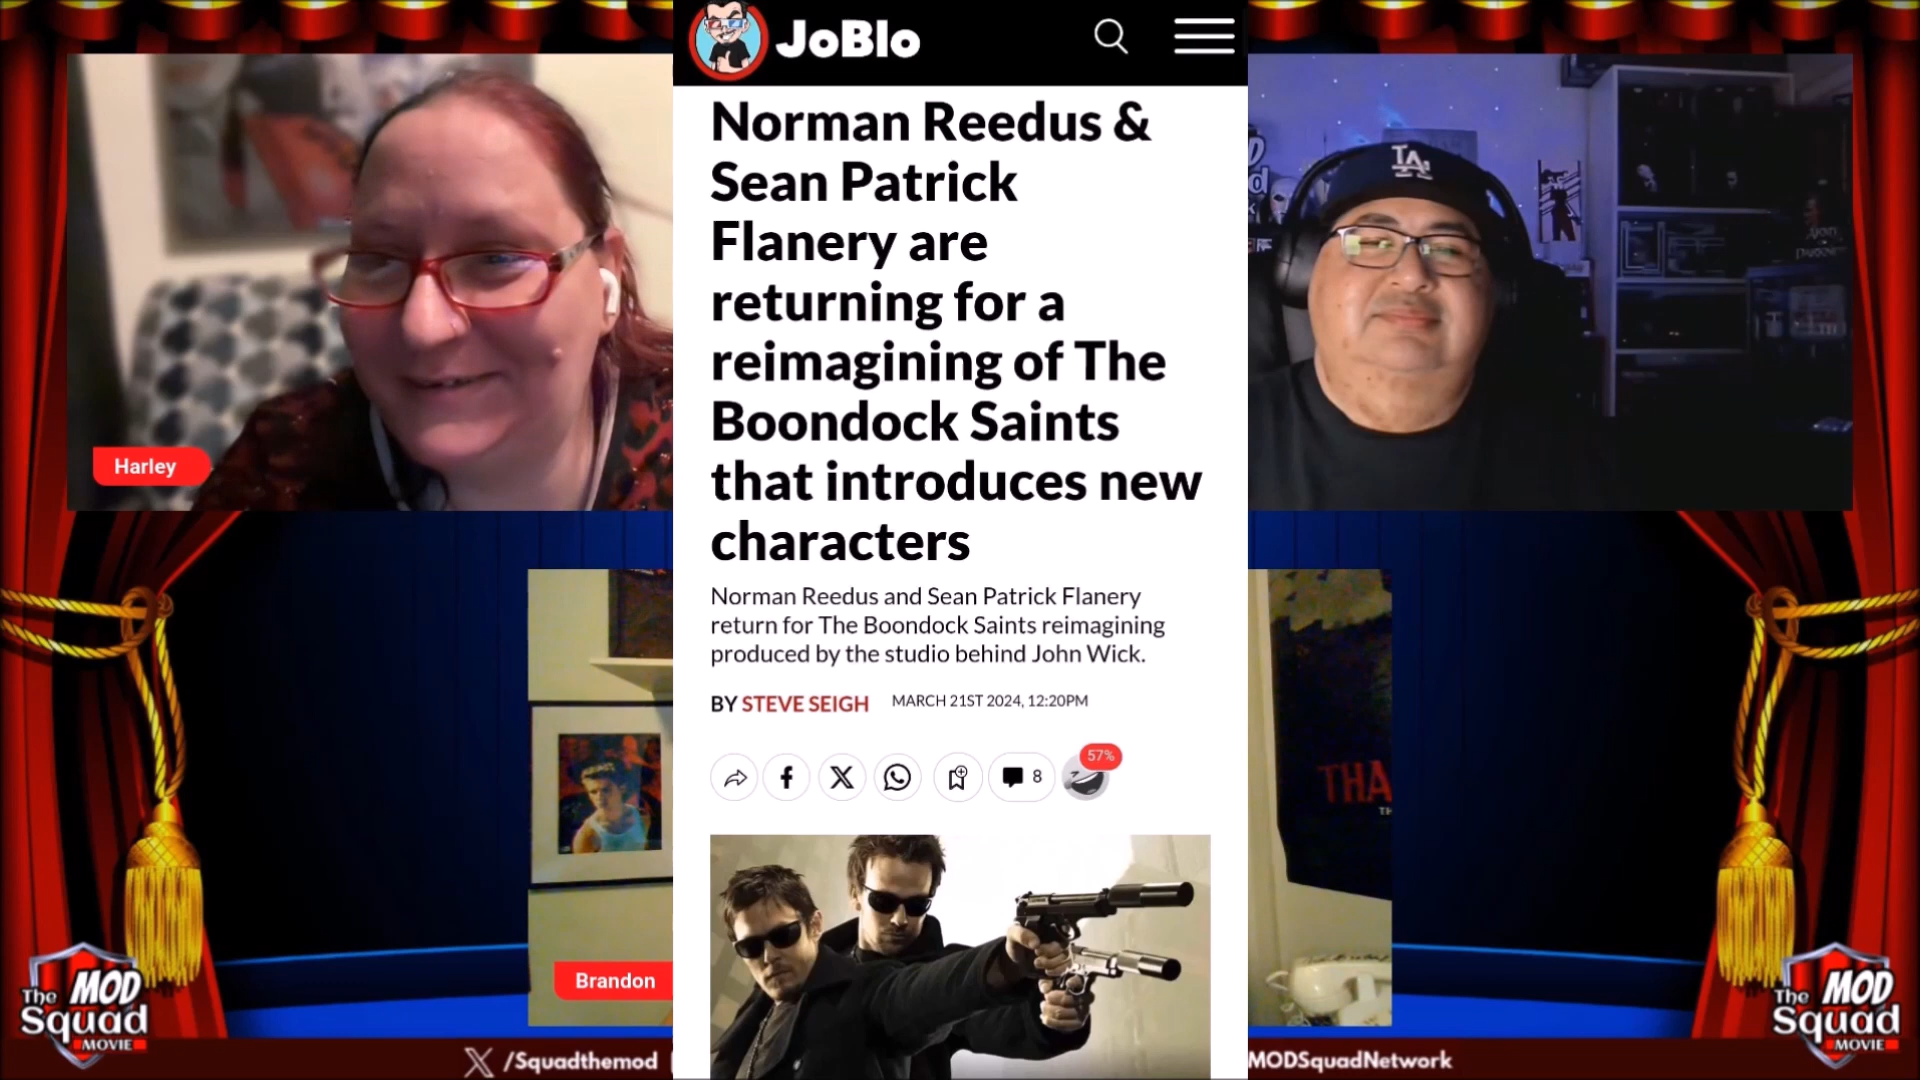 JoBlo
Norman Reedus &
Sean Patrick
Flanery are
returning for a
reimagining of The
Boondock Saints
that introduces new
characters
Norman Reedus and Sean Patrick Flanery
return for The Boondock Saints reimagining
produced by the studio behind John Wick.
BY STEVE SEIGH MARCH 21ST 2024, 12:20PM
8
57%
LA
Harley
Brandon
THA
TH
The MOD
Squad
MOVIE
/Squadthemod
MODSquadNetwork
The MOD
Squad
MOVIE